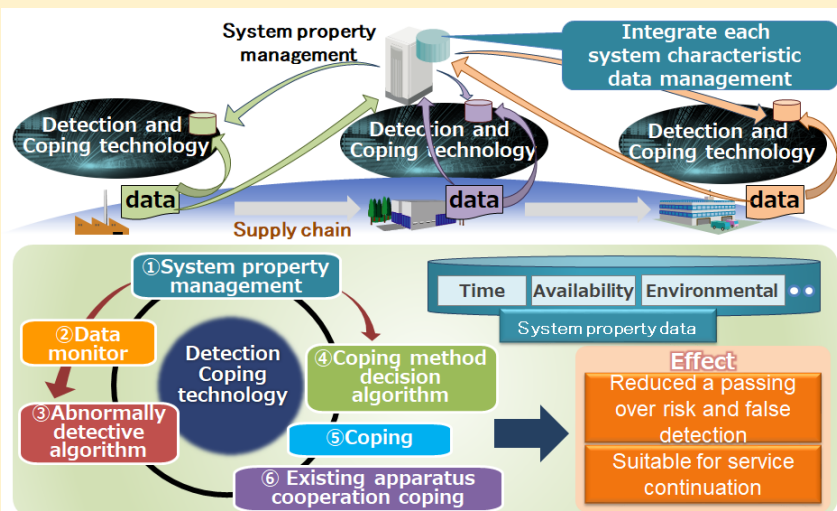 System property
management
Integrate each
system characteristic
data management
Detection and
Coping technology
Detection and
Coping technology
Detection and
Coping technology
data
data
data
Supply chain
①System property
management
②Data
monitor
③Abnormally
detective
algorithm
Detection
Coping
technology
④Coping method
decision
algorithm
⑤Coping
⑥ Existing apparatus
cooperation coping
Time
Availability
Environmental
System property data
Effect
Reduced a passing
over risk and false
detection
Suitable for service
continuation